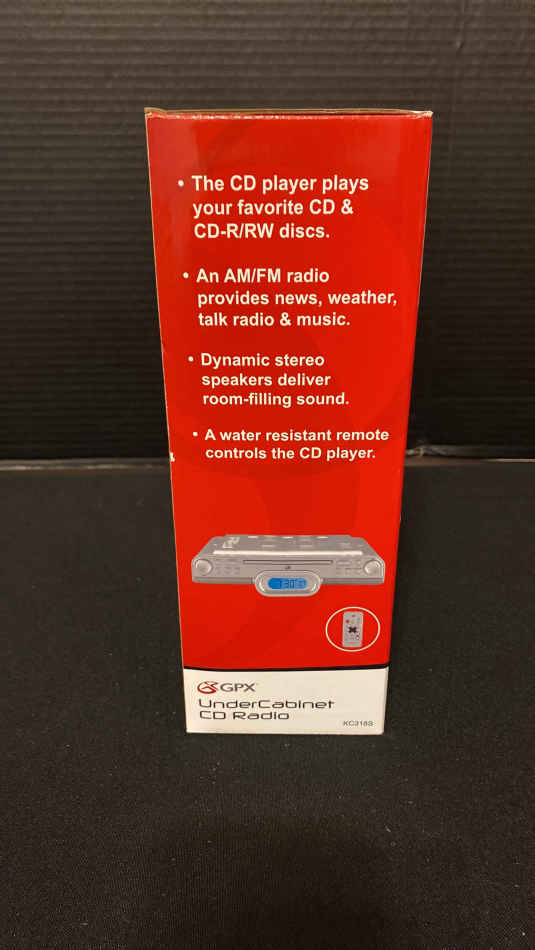 • The CD player plays
your favorite CD &
CD-R/RW discs.
• An AM/FM radio
provides news, weather,
talk radio & music.
• Dynamic stereo
speakers deliver
room-filling sound.
• A water resistant remote
controls the CD player.
GPX
UnderCabinet
CD Radio
KC318S